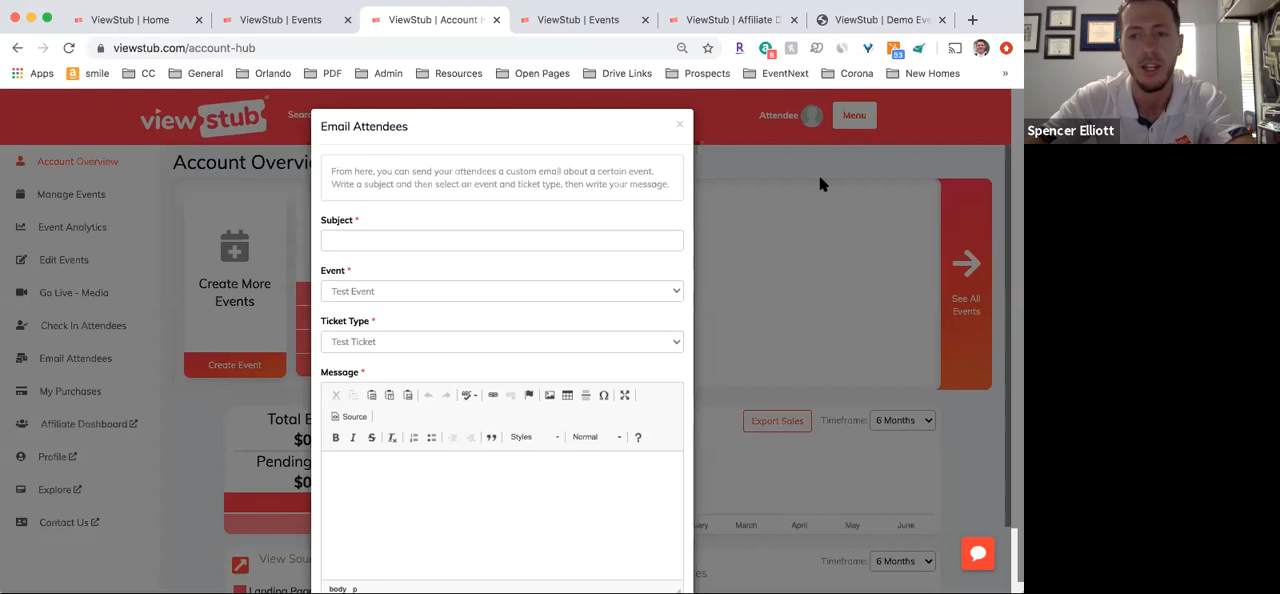 ViewStub | Home
ViewStub | Events
ViewStub | Account H
ViewStub | Events
ViewStub | Affiliate D
ViewStub | Demo Eve
viewstub.com/account-hub
Apps
smile
CC
General
Orlando
PDF
Admin
Resources
Open Pages
Drive Links
Prospects
EventNext
Corona
New Homes
view stub
Sear
Attendee
Menu
Spencer Elliott
Account Overview
Manage Events
Event Analytics
Edit Events
Go Live - Media
Check In Attendees
Email Attendees
My Purchases
Affiliate Dashboard
Profile
Explore
Contact Us
Account Overvi
Create More
Events
Create Event
See All
Events
Total E
$0
Pending
$0
Export Sales
Timeframe:
6 Months
March
April
May
June
View Sou
Landing Page
Timeframe:
6 Months
Email Attendees
×
From here, you can send your attendees a custom email about a certain event.
Write a subject and then select an event and ticket type, then write your message.
Subject *
Event *
Test Event
Ticket Type *
Test Ticket
Message *
Source
B I S Styles Normal ?
body p